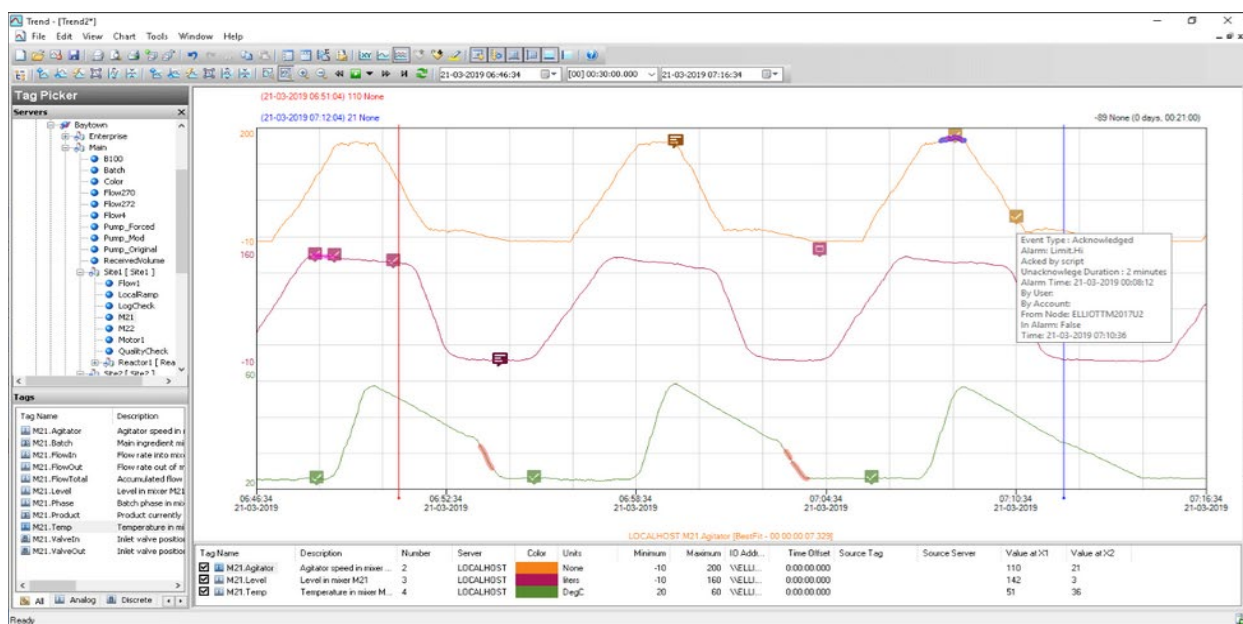 Trend - [Trend2*]
File Edit View Chart Tools Window Help
21-03-2019 06:46:34 [00] 00:30:00.000 21-03-2019 07:16:34
Tag Picker
Servers
Baytown
Enterprise
Main
B100
Batch
Color
Flow270
Flow272
Flow4
Pump_Forced
Pump_Mod
Pump_Original
ReceivedVolume
Site1 [ Site1 ]
Flow1
LocalRamp
LogCheck
M21
M22
Motor1
QualityCheck
Reactor1 [ Rea
Site2 [ Site2 ]
Tags
Tag Name Description
M21.Agitator Agitator speed in r
M21.Batch Main ingredient mi
M21.FlowIn Flow rate into mix
M21.FlowOut Flow rate out of m
M21.FlowTotal Accumulated flow
M21.Level Level in mixer M21
M21.Phase Batch phase in mix
M21.Product Product currently
M21.Temp Temperature in mi
M21.ValveIn Inlet valve position
M21.ValveOut Inlet valve position
All Analog Discrete
Ready
(21-03-2019 06:51:04) 110 None
(21-03-2019 07:12:04) 21 None
-89 None (0 days, 00:21:00)
200
-10
160
-10
60
20
Event Type : Acknowledged
Alarm: Limit.Hi
Acked by script
Unacknowlege Duration : 2 minutes
Alarm Time: 21-03-2019 00:08:12
By User:
By Account:
From Node: ELLIOTTM2017U2
In Alarm: False
Time: 21-03-2019 07:10:36
06:46:34 06:52:34 06:58:34 07:04:34 07:10:34 07:16:34
21-03-2019 21-03-2019 21-03-2019 21-03-2019 21-03-2019 21-03-2019
LOCALHOST:M21.Agitator [BestFit - 00:00:00:07.329]
Tag Name Description Number Server Color Units Minimum Maximum IO Addr... Time Offset Source Tag Source Server Value at X1 Value at X2
M21.Agitator Agitator speed in mixer ... 2 LOCALHOST None -10 200 \\ELLI... 0:00:00.000 110 21
M21.Level Level in mixer M21 3 LOCALHOST liters -10 160 \\ELLI... 0:00:00.000 142 3
M21.Temp Temperature in mixer M... 4 LOCALHOST DegC 20 60 \\ELLI... 0:00:00.000 51 36